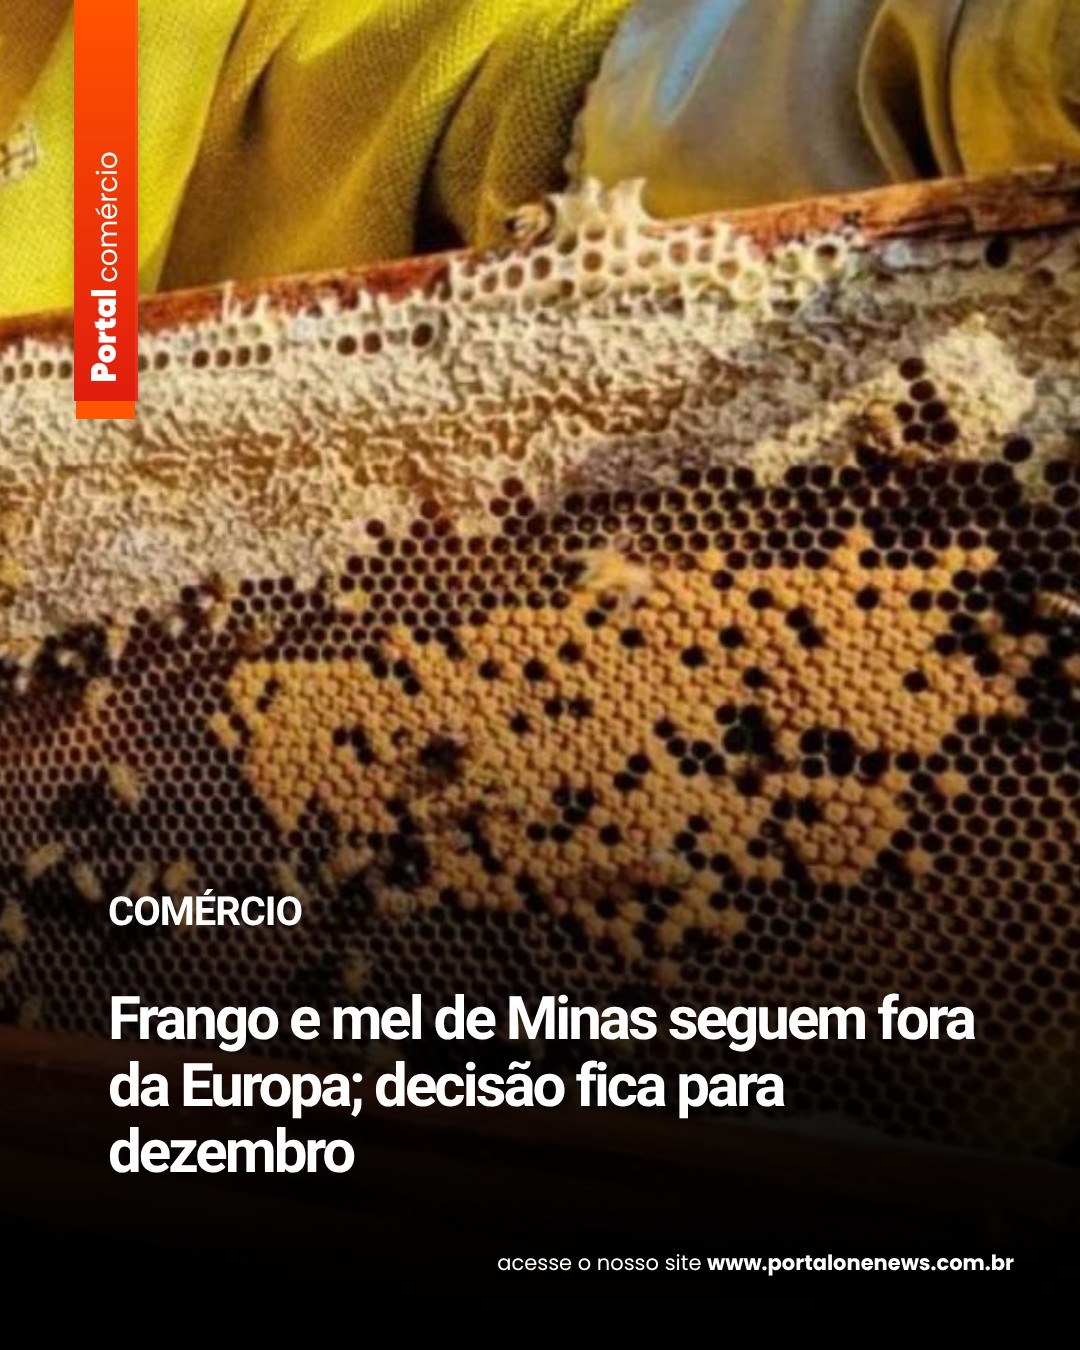 Portal comércio
COMÉRCIO
Frango e mel de Minas seguem fora
da Europa; decisão fica para
dezembro
acesse o nosso site www.portalonenews.com.br